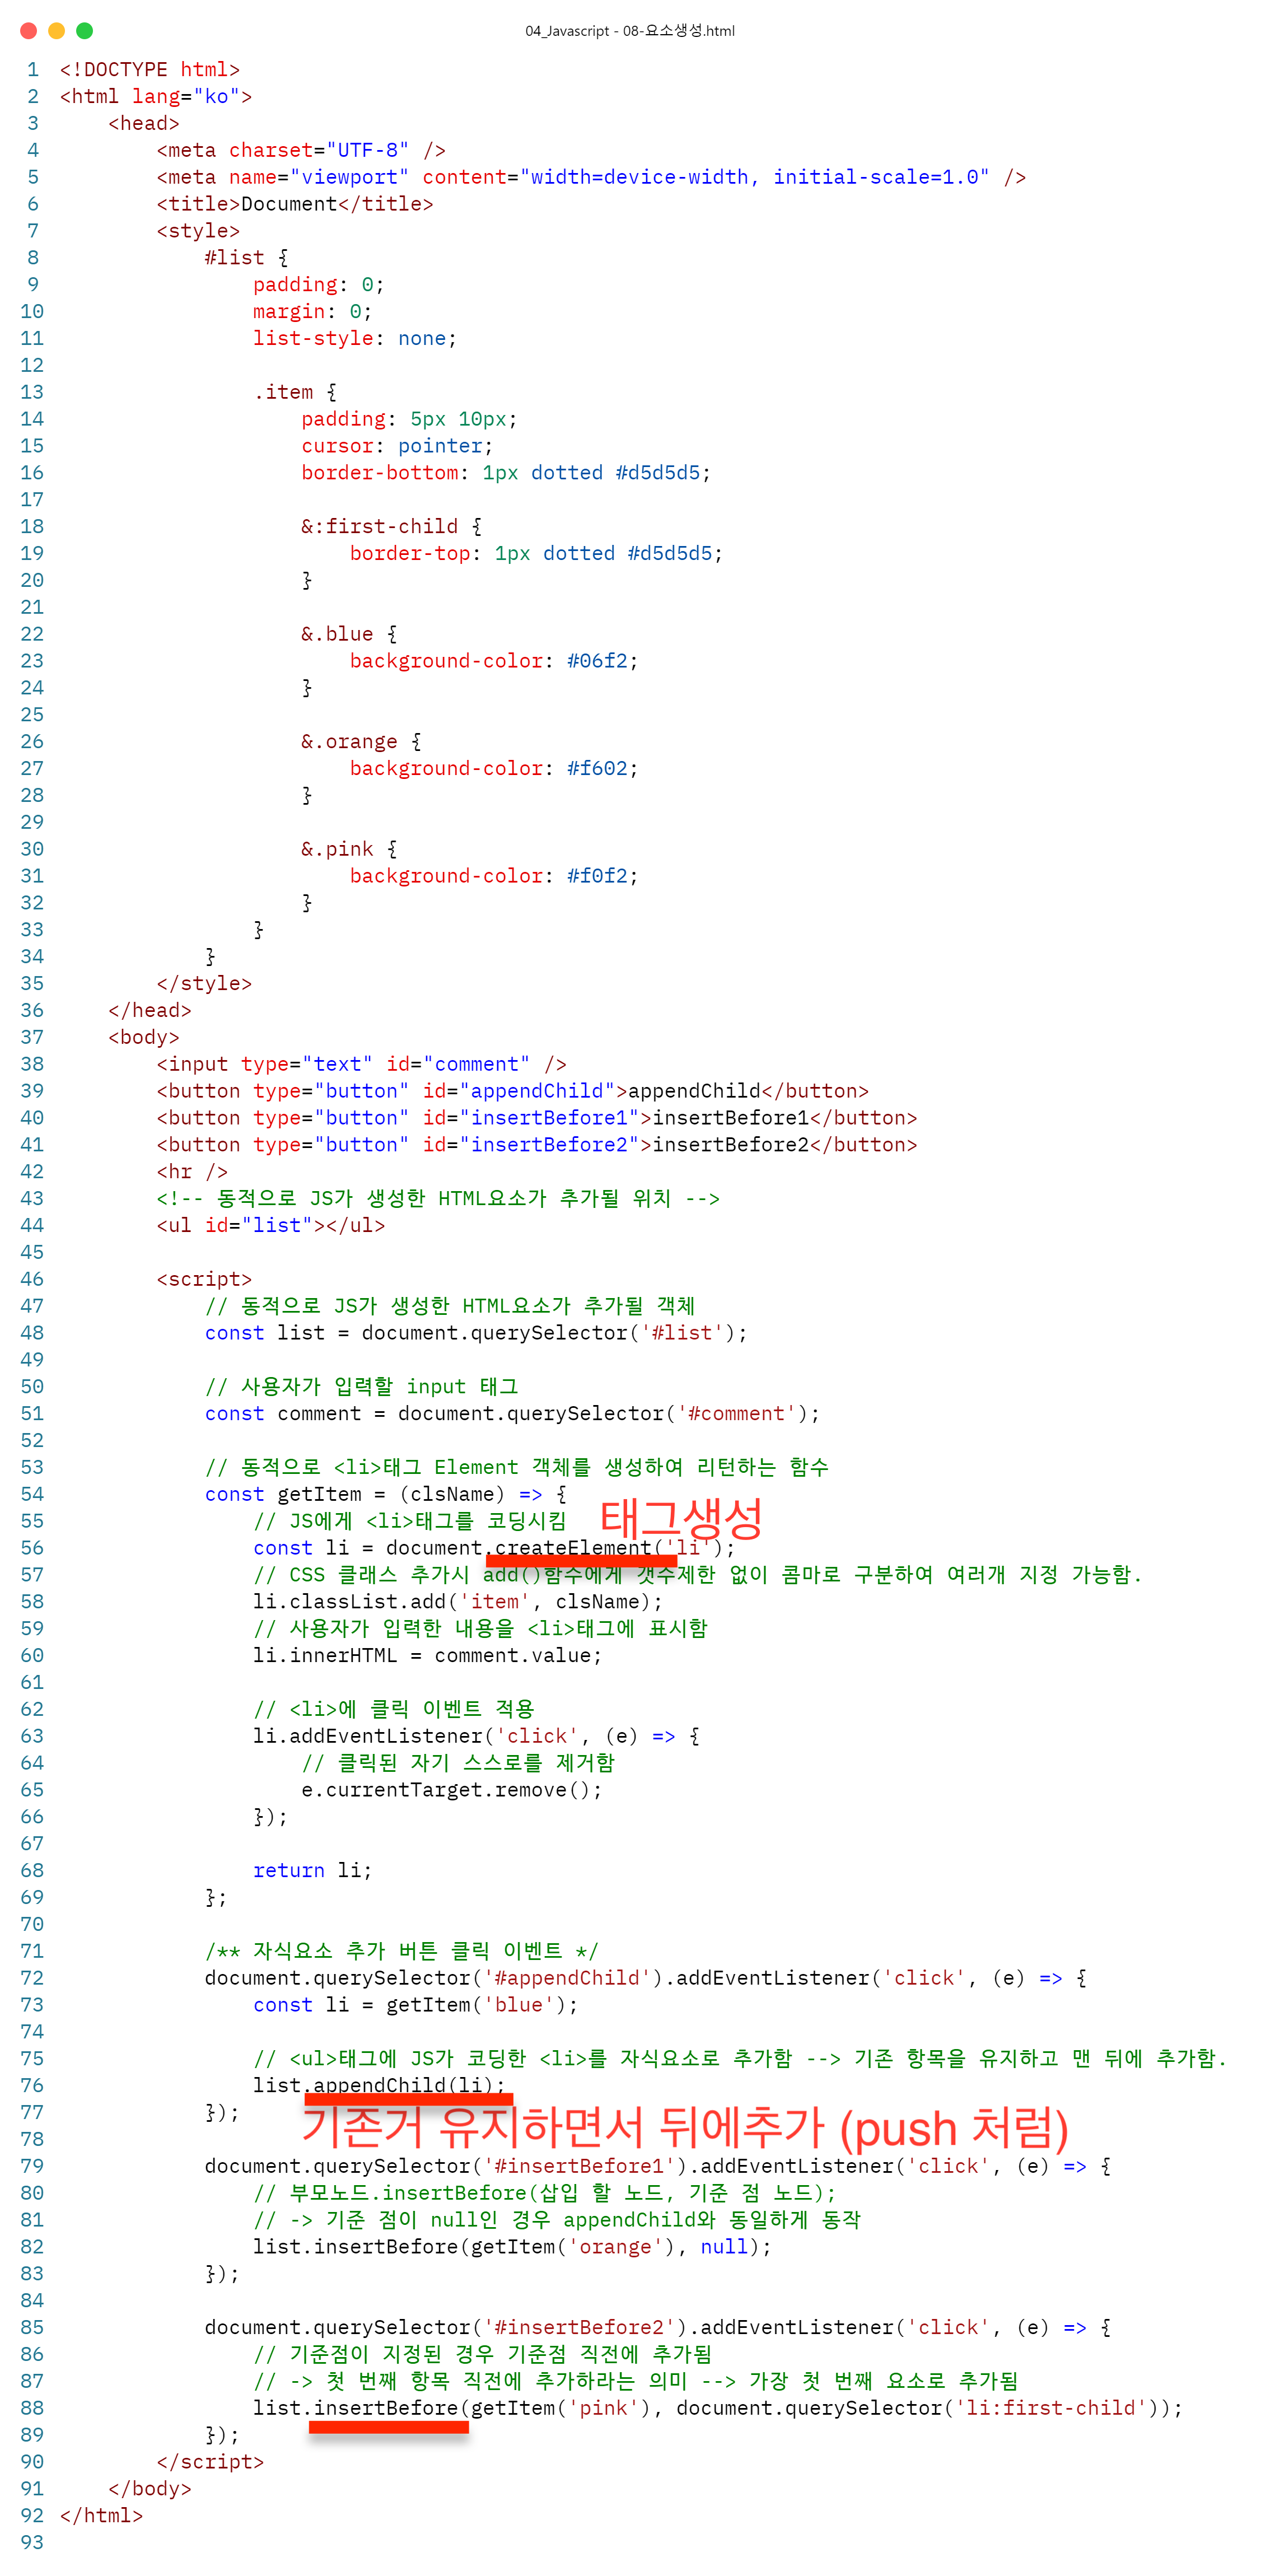 04_Javascript - 08-요소생성.html
1 <!DOCTYPE html>
2 <html lang="ko">
3     <head>
4         <meta charset="UTF-8" />
5         <meta name="viewport" content="width=device-width, initial-scale=1.0" />
6         <title>Document</title>
7         <style>
8             #list {
9                 padding: 0;
10                 margin: 0;
11                 list-style: none;
12
13                 .item {
14                     padding: 5px 10px;
15                     cursor: pointer;
16                     border-bottom: 1px dotted #d5d5d5;
17
18                     &:first-child {
19                         border-top: 1px dotted #d5d5d5;
20                     }
21
22                     &.blue {
23                         background-color: #06f2;
24                     }
25
26                     &.orange {
27                         background-color: #f602;
28                     }
29
30                     &.pink {
31                         background-color: #f0f2;
32                     }
33                 }
34             }
35         </style>
36     </head>
37     <body>
38         <input type="text" id="comment" />
39         <button type="button" id="appendChild">appendChild</button>
40         <button type="button" id="insertBefore1">insertBefore1</button>
41         <button type="button" id="insertBefore2">insertBefore2</button>
42         <hr />
43         <!-- 동적으로 JS가 생성한 HTML요소가 추가될 위치 -->
44         <ul id="list"></ul>
45
46         <script>
47             // 동적으로 JS가 생성한 HTML요소가 추가될 객체
48             const list = document.querySelector('#list');
49
50             // 사용자가 입력할 input 태그
51             const comment = document.querySelector('#comment');
52
53             // 동적으로 <li>태그 Element 객체를 생성하여 리턴하는 함수
54             const getItem = (clsName) => {
55                 // JS에게 <li>태그를 코딩시킴
태그생성
56                 const li = document.createElement('li');
57                 // CSS 클래스 추가시 add()함수에게 갯수제한 없이 콤마로 구분하여 여러개 지정 가능함.
58                 li.classList.add('item', clsName);
59                 // 사용자가 입력한 내용을 <li>태그에 표시함
60                 li.innerHTML = comment.value;
61
62                 // <li>에 클릭 이벤트 적용
63                 li.addEventListener('click', (e) => {
64                     // 클릭된 자기 스스로를 제거함
65                     e.currentTarget.remove();
66                 });
67
68                 return li;
69             };
70
71             /** 자식요소 추가 버튼 클릭 이벤트 */
72             document.querySelector('#appendChild').addEventListener('click', (e) => {
73                 const li = getItem('blue');
74
75                 // <ul>태그에 JS가 코딩한 <li>를 자식요소로 추가함 --> 기존 항목을 유지하고 맨 뒤에 추가함.
76                 list.appendChild(li);
77             });
기존거 유지하면서 뒤에추가 (push 처럼)
78
79             document.querySelector('#insertBefore1').addEventListener('click', (e) => {
80                 // 부모노드.insertBefore(삽입 할 노드, 기준 점 노드);
81                 // -> 기준 점이 null인 경우 appendChild와 동일하게 동작
82                 list.insertBefore(getItem('orange'), null);
83             });
84
85             document.querySelector('#insertBefore2').addEventListener('click', (e) => {
86                 // 기준점이 지정된 경우 기준점 직전에 추가됨
87                 // -> 첫 번째 항목 직전에 추가하라는 의미 --> 가장 첫 번째 요소로 추가됨
88                 list.insertBefore(getItem('pink'), document.querySelector('li:first-child'));
89             });
90         </script>
91     </body>
92 </html>
93